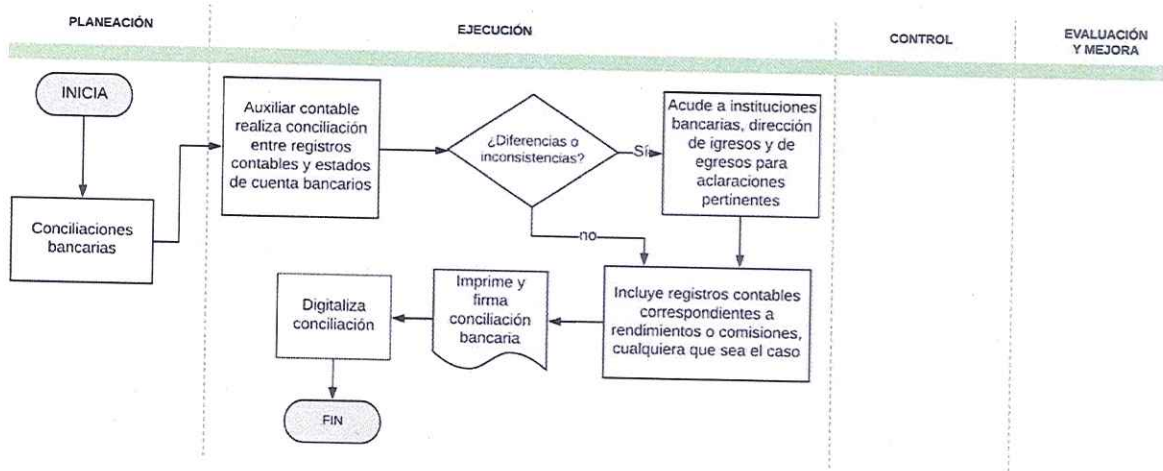 PLANEACIÓN
EJECUCIÓN
CONTROL
EVALUACIÓN
Y MEJORA
INICIA
Conciliaciones
bancarias
Auxiliar contable
realiza conciliación
entre registros
contables y estados
de cuenta bancarios
¿Diferencias o
inconsistencias?
Sí
Acude a instituciones
bancarias, dirección
de igresos y de
egresos para
aclaraciones
pertinentes
no
Incluye registros contables
correspondientes a
rendimientos o comisiones,
cualquiera que sea el caso
Imprime y
firma
conciliación
bancaria
Digitaliza
conciliación
FIN